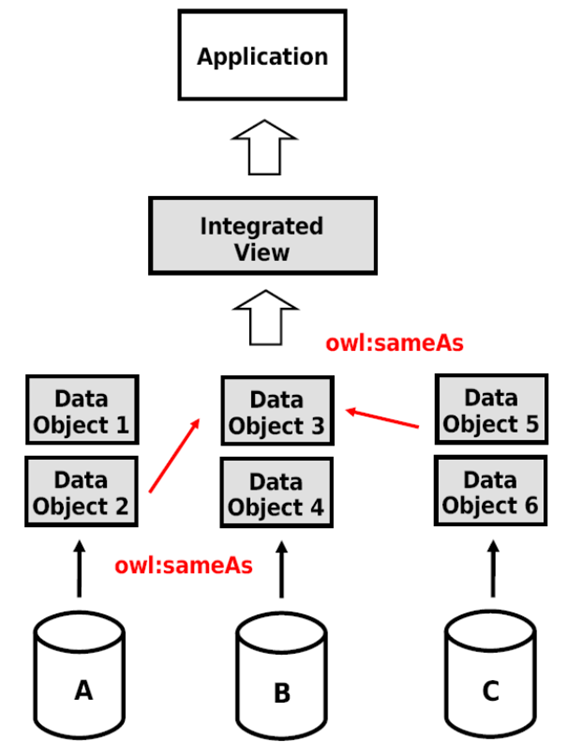 Application
Integrated
View
owl:sameAs
Data
Object 1
Data
Object 3
Data
Object 5
Data
Object 2
Data
Object 4
Data
Object 6
owl:sameAs
A
B
C